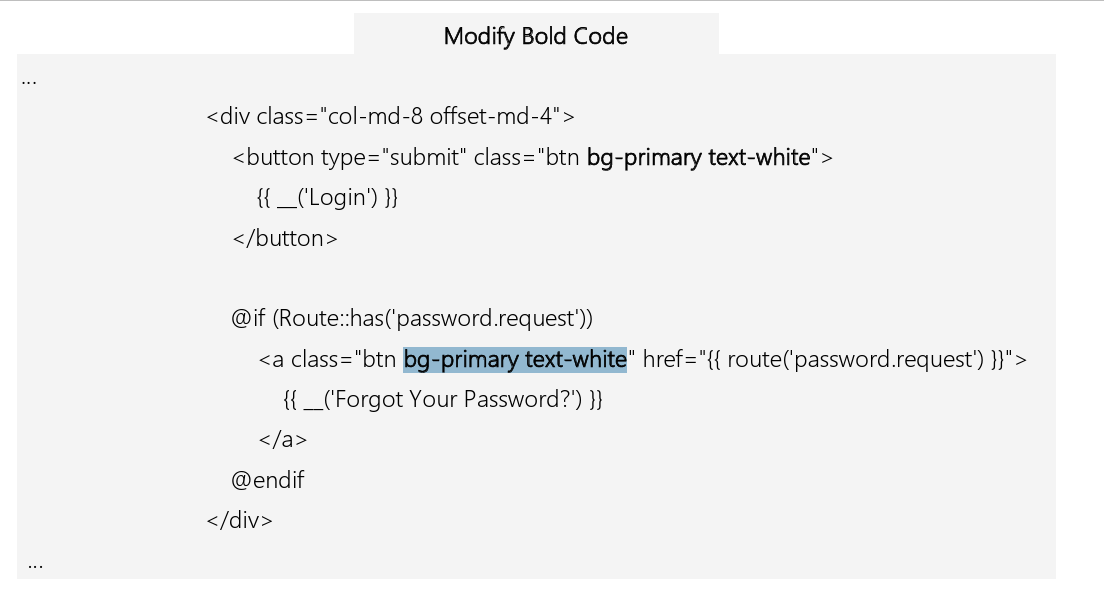 Modify Bold Code
...
<div class="col-md-8 offset-md-4">
<button type="submit" class="btn bg-primary text-white">
{{ __('Login') }}
</button>
@if (Route::has('password.request'))
<a class="btn bg-primary text-white" href="{{ route('password.request') }}">
{{ __('Forgot Your Password?') }}
</a>
@endif
</div>
...